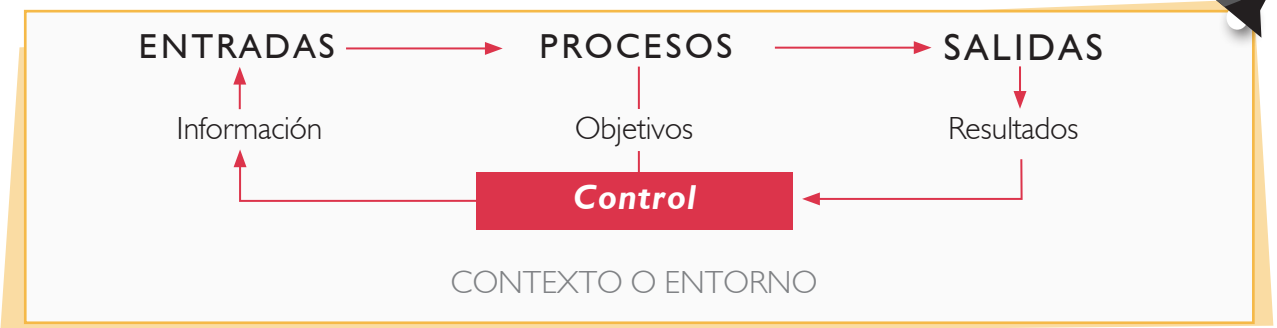 ENTRADAS PROCESOS SALIDAS
Información Objetivos Resultados
Control
CONTEXTO O ENTORNO